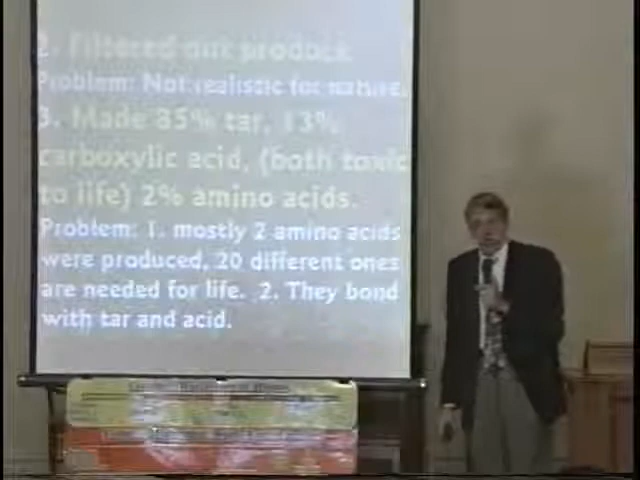 2. Filtered out product.
Problem: Not realistic for nature.
3. Made 85% tar, 13%
carboxylic acid, (both toxic
to life) 2% amino acids.
Problem: 1. mostly 2 amino acids
were produced, 20 different ones
are needed for life. 2. They bond
with tar and acid.